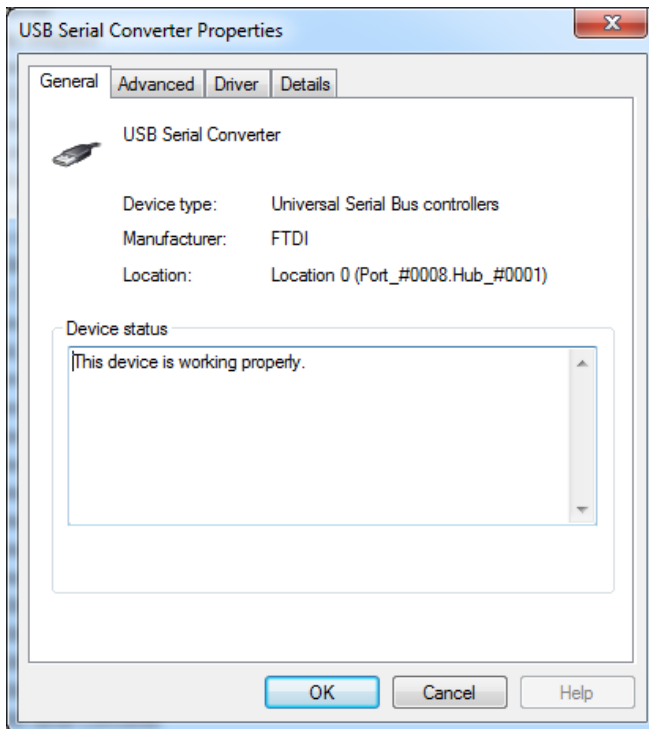 USB Serial Converter Properties
General Advanced Driver Details
USB Serial Converter
Device type: Universal Serial Bus controllers
Manufacturer: FTDI
Location: Location 0 (Port_#0008.Hub_#0001)
Device status
This device is working properly.
OK Cancel Help